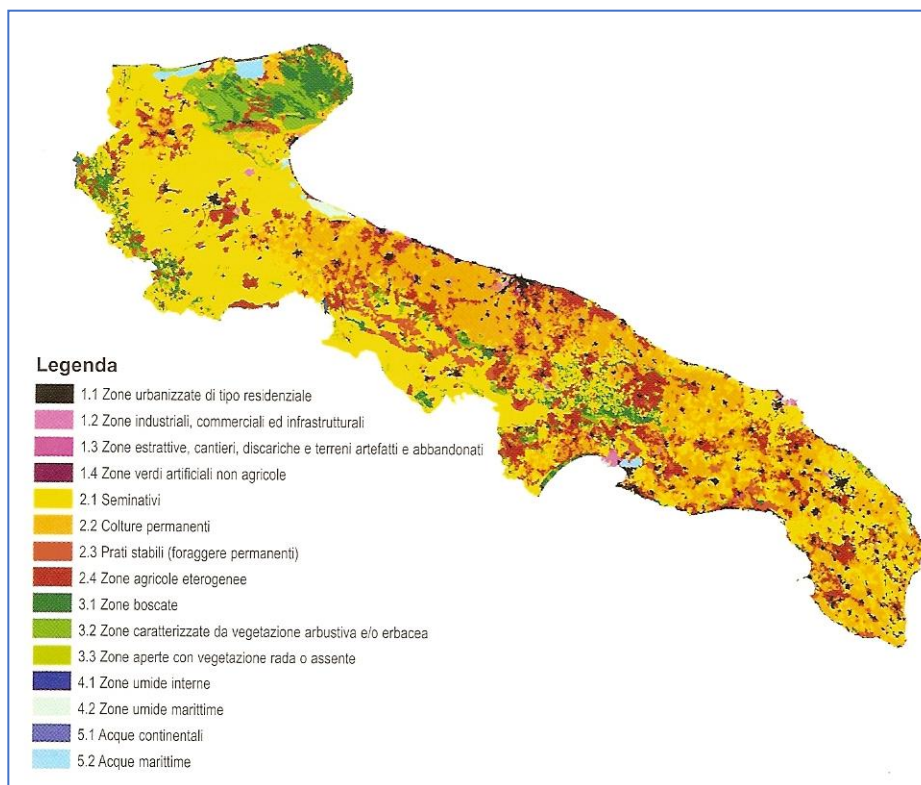 Legenda
1.1 Zone urbanizzate di tipo residenziale
1.2 Zone industriali, commerciali ed infrastrutturali
1.3 Zone estrattive, cantieri, discariche e terreni artefatti e abbandonati
1.4 Zone verdi artificiali non agricole
2.1 Seminativi
2.2 Colture permanenti
2.3 Prati stabili (foraggere permanenti)
2.4 Zone agricole eterogenee
3.1 Zone boscate
3.2 Zone caratterizzate da vegetazione arbustiva e/o erbacea
3.3 Zone aperte con vegetazione rada o assente
4.1 Zone umide interne
4.2 Zone umide marittime
5.1 Acque continentali
5.2 Acque marittime